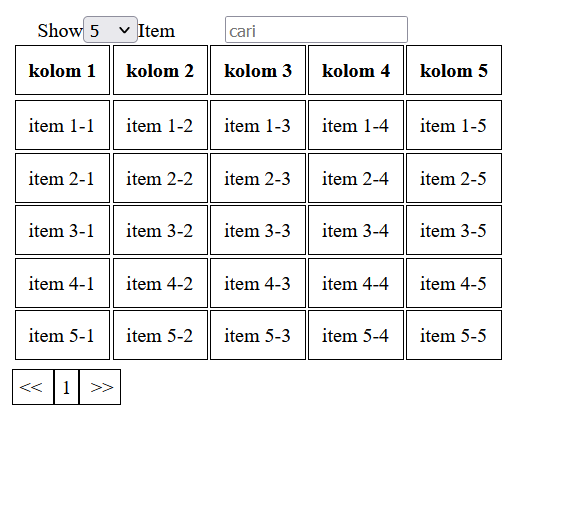 Show 5 Item cari
kolom 1 kolom 2 kolom 3 kolom 4 kolom 5
item 1-1 item 1-2 item 1-3 item 1-4 item 1-5
item 2-1 item 2-2 item 2-3 item 2-4 item 2-5
item 3-1 item 3-2 item 3-3 item 3-4 item 3-5
item 4-1 item 4-2 item 4-3 item 4-4 item 4-5
item 5-1 item 5-2 item 5-3 item 5-4 item 5-5
<< 1 >>